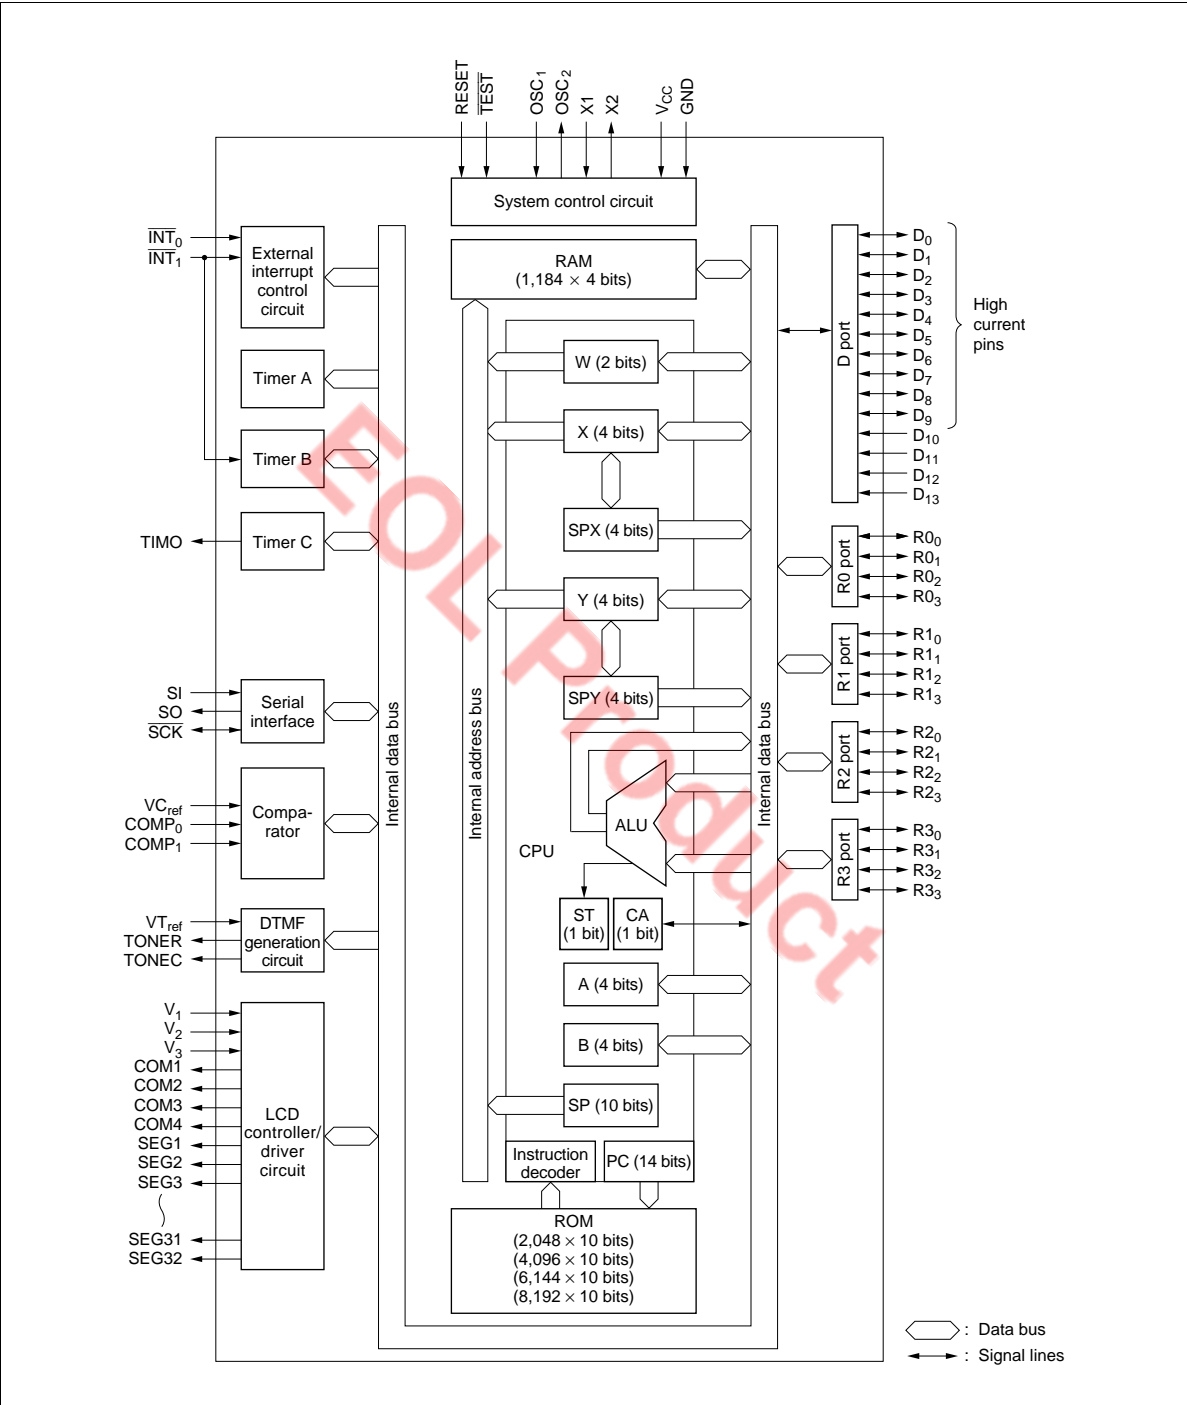 RESET
TEST
OSC1
OSC2
X1
X2
VCC
GND
System control circuit
INT0
INT1
External
interrupt
control
circuit
RAM
(1,184 × 4 bits)
Timer A
Timer B
TIMO
Timer C
SI
SO
SCK
Serial
interface
VCref
COMP0
COMP1
Compa-
rator
VTref
TONER
TONEC
DTMF
generation
circuit
V1
V2
V3
COM1
COM2
COM3
COM4
SEG1
SEG2
SEG3
SEG31
SEG32
LCD
controller/
driver
circuit
Internal data bus
Internal address bus
W (2 bits)
X (4 bits)
SPX (4 bits)
Y (4 bits)
SPY (4 bits)
ALU
CPU
ST
(1 bit)
CA
(1 bit)
A (4 bits)
B (4 bits)
SP (10 bits)
Instruction
decoder
PC (14 bits)
ROM
(2,048 × 10 bits)
(4,096 × 10 bits)
(6,144 × 10 bits)
(8,192 × 10 bits)
Internal data bus
D port
D0
D1
D2
D3
D4
D5
D6
D7
D8
D9
D10
D11
D12
D13
High
current
pins
R0 port
R00
R01
R02
R03
R1 port
R10
R11
R12
R13
R2 port
R20
R21
R22
R23
R3 port
R30
R31
R32
R33
: Data bus
: Signal lines
EOL Product